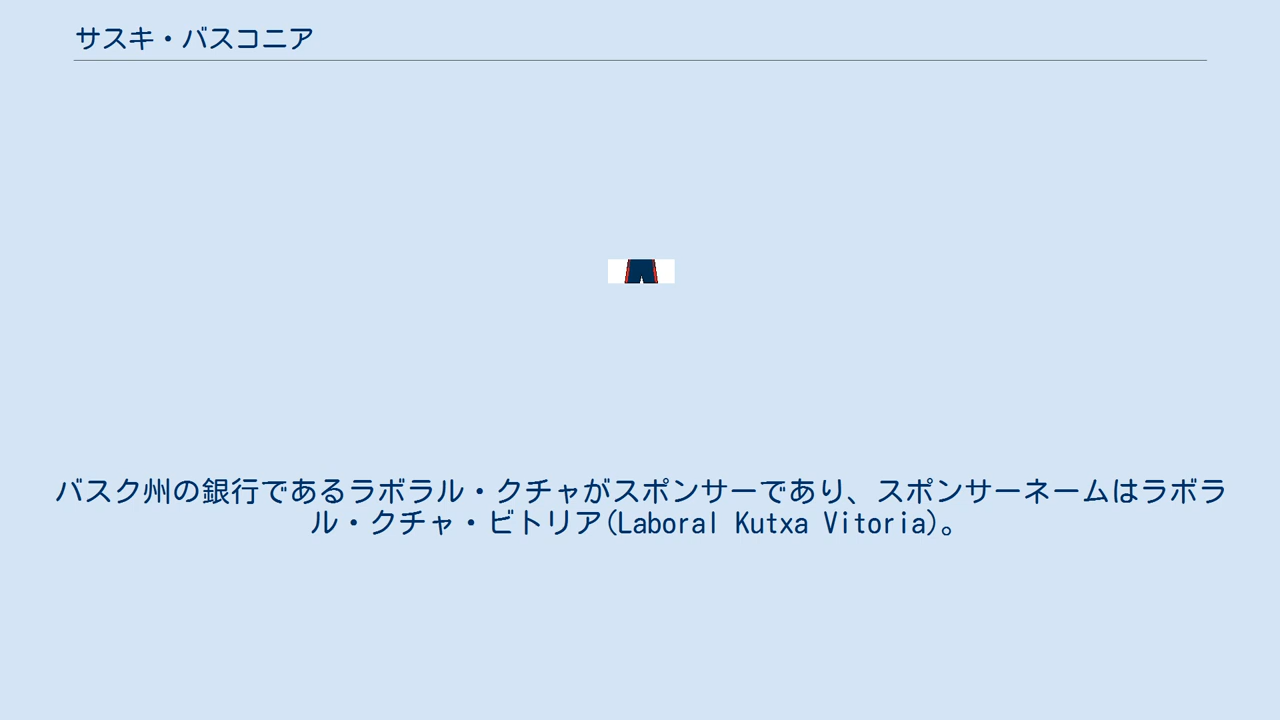 サスキ・バスコニア
バスク州の銀行であるラボラル・クチャがスポンサーであり、スポンサーネームはラボラ
ル・クチャ・ビトリア(Laboral Kutxa Vitoria)。